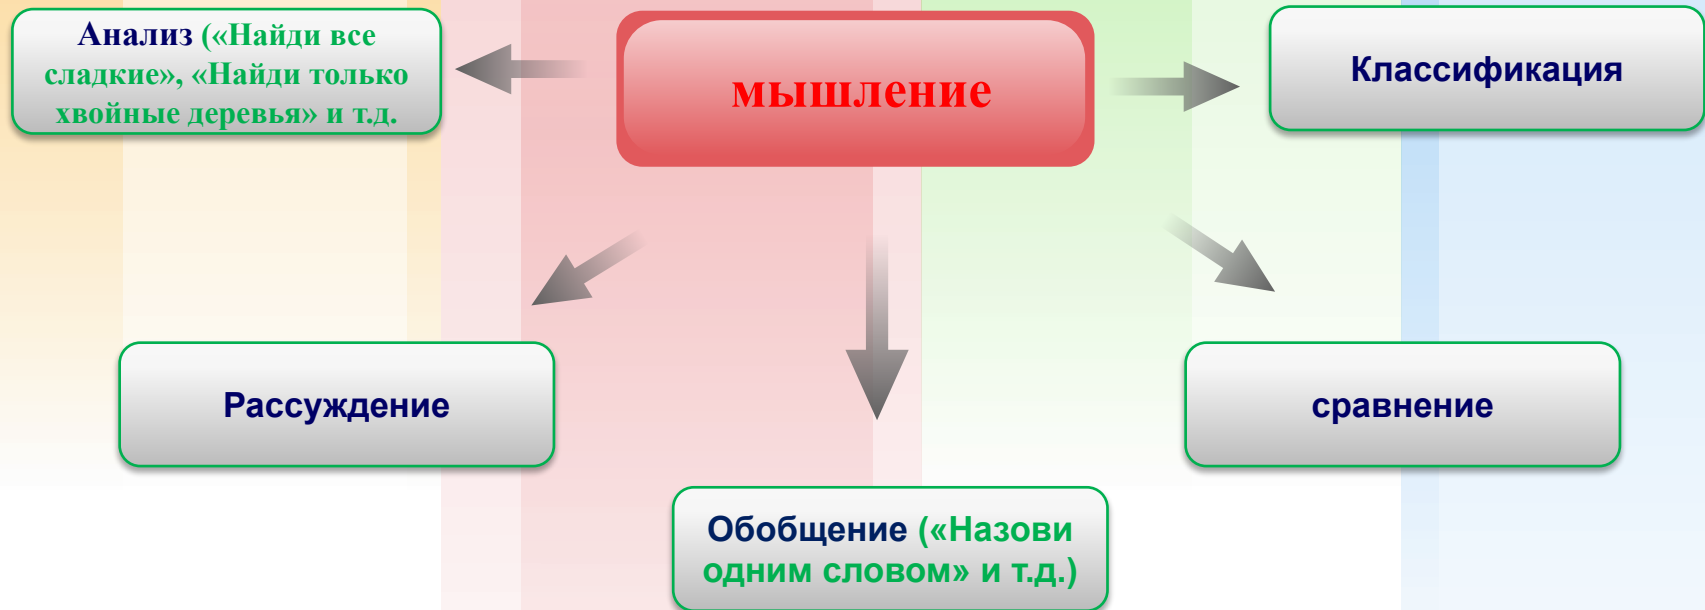 Анализ («Найди все
сладкие», «Найди только
хвойные деревья» и т.д.
мышление
Классификация
Рассуждение
сравнение
Обобщение («Назови
одним словом» и т.д.)